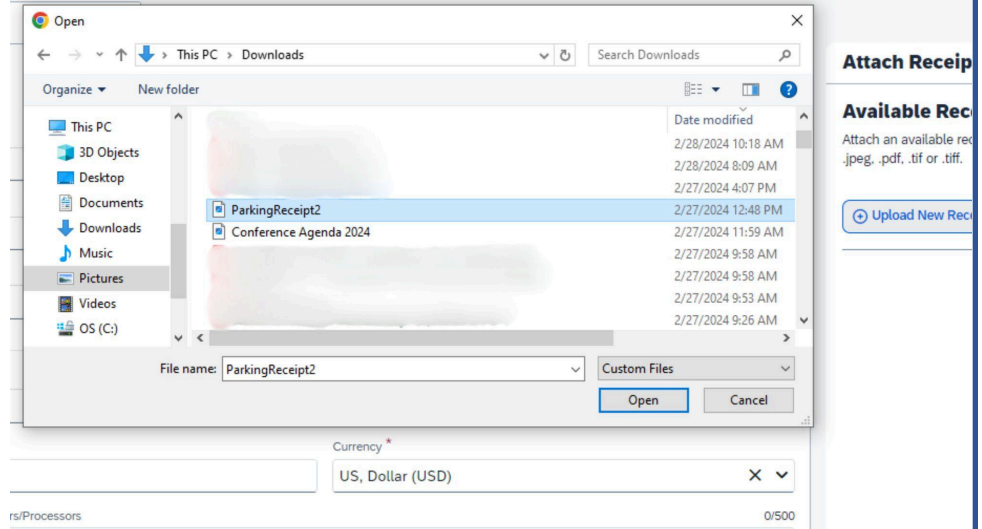 Open
This PC > Downloads
Search Downloads
Organize
New folder
This PC
3D Objects
Desktop
Documents
Downloads
Music
Pictures
Videos
OS (C:)
Date modified
2/28/2024 10:18 AM
2/28/2024 8:09 AM
2/27/2024 4:07 PM
ParkingReceipt2 2/27/2024 12:48 PM
Conference Agenda 2024 2/27/2024 11:59 AM
2/27/2024 9:58 AM
2/27/2024 9:58 AM
2/27/2024 9:53 AM
2/27/2024 9:26 AM
File name: ParkingReceipt2
Custom Files
Open
Cancel
Attach Receip
Available Rec
Attach an available rec
.jpeg, .pdf, .tif or .tiff.
Upload New Rec
Currency *
US, Dollar (USD)
rs/Processors
0/500